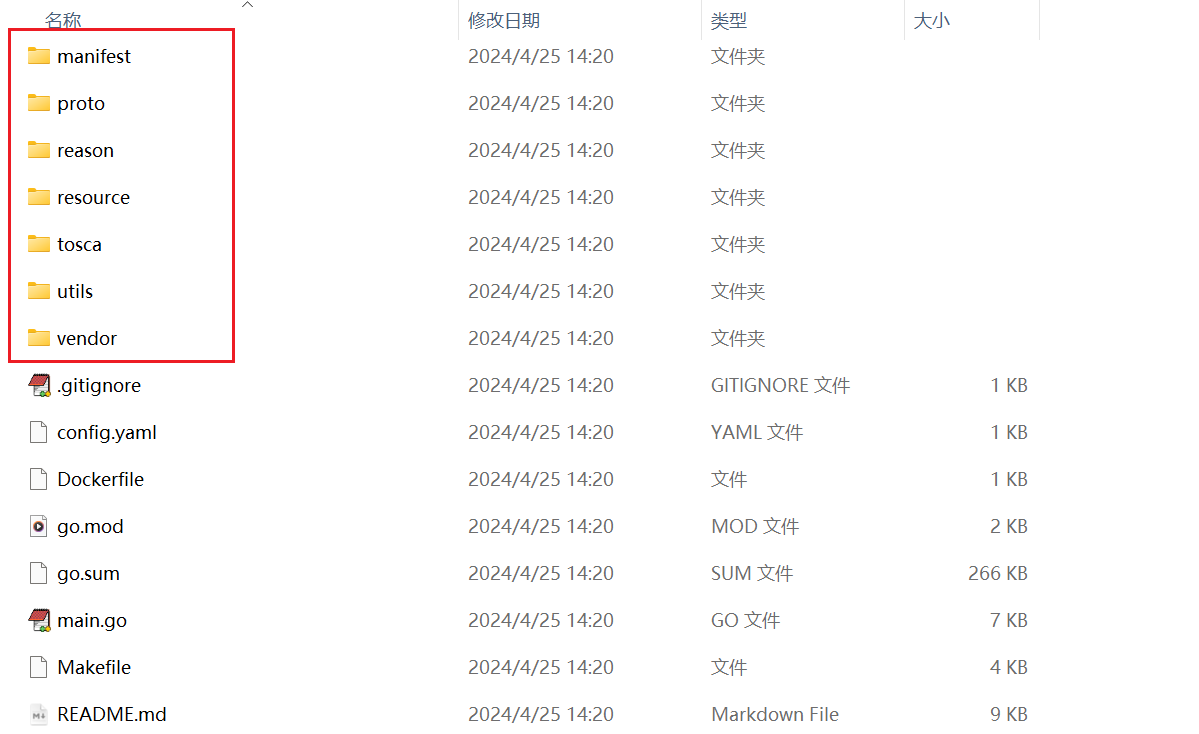 名称 修改日期 类型 大小
manifest 2024/4/25 14:20 文件夹
proto 2024/4/25 14:20 文件夹
reason 2024/4/25 14:20 文件夹
resource 2024/4/25 14:20 文件夹
tosca 2024/4/25 14:20 文件夹
utils 2024/4/25 14:20 文件夹
vendor 2024/4/25 14:20 文件夹
.gitignore 2024/4/25 14:20 GITIGNORE 文件 1 KB
config.yaml 2024/4/25 14:20 YAML 文件 1 KB
Dockerfile 2024/4/25 14:20 文件 1 KB
go.mod 2024/4/25 14:20 MOD 文件 2 KB
go.sum 2024/4/25 14:20 SUM 文件 266 KB
main.go 2024/4/25 14:20 GO 文件 7 KB
Makefile 2024/4/25 14:20 文件 4 KB
README.md 2024/4/25 14:20 Markdown File 9 KB